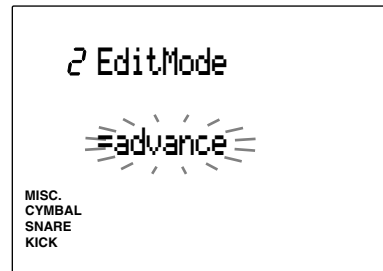 2 EditMode
=advance
MISC.
CYMBAL
SNARE
KICK